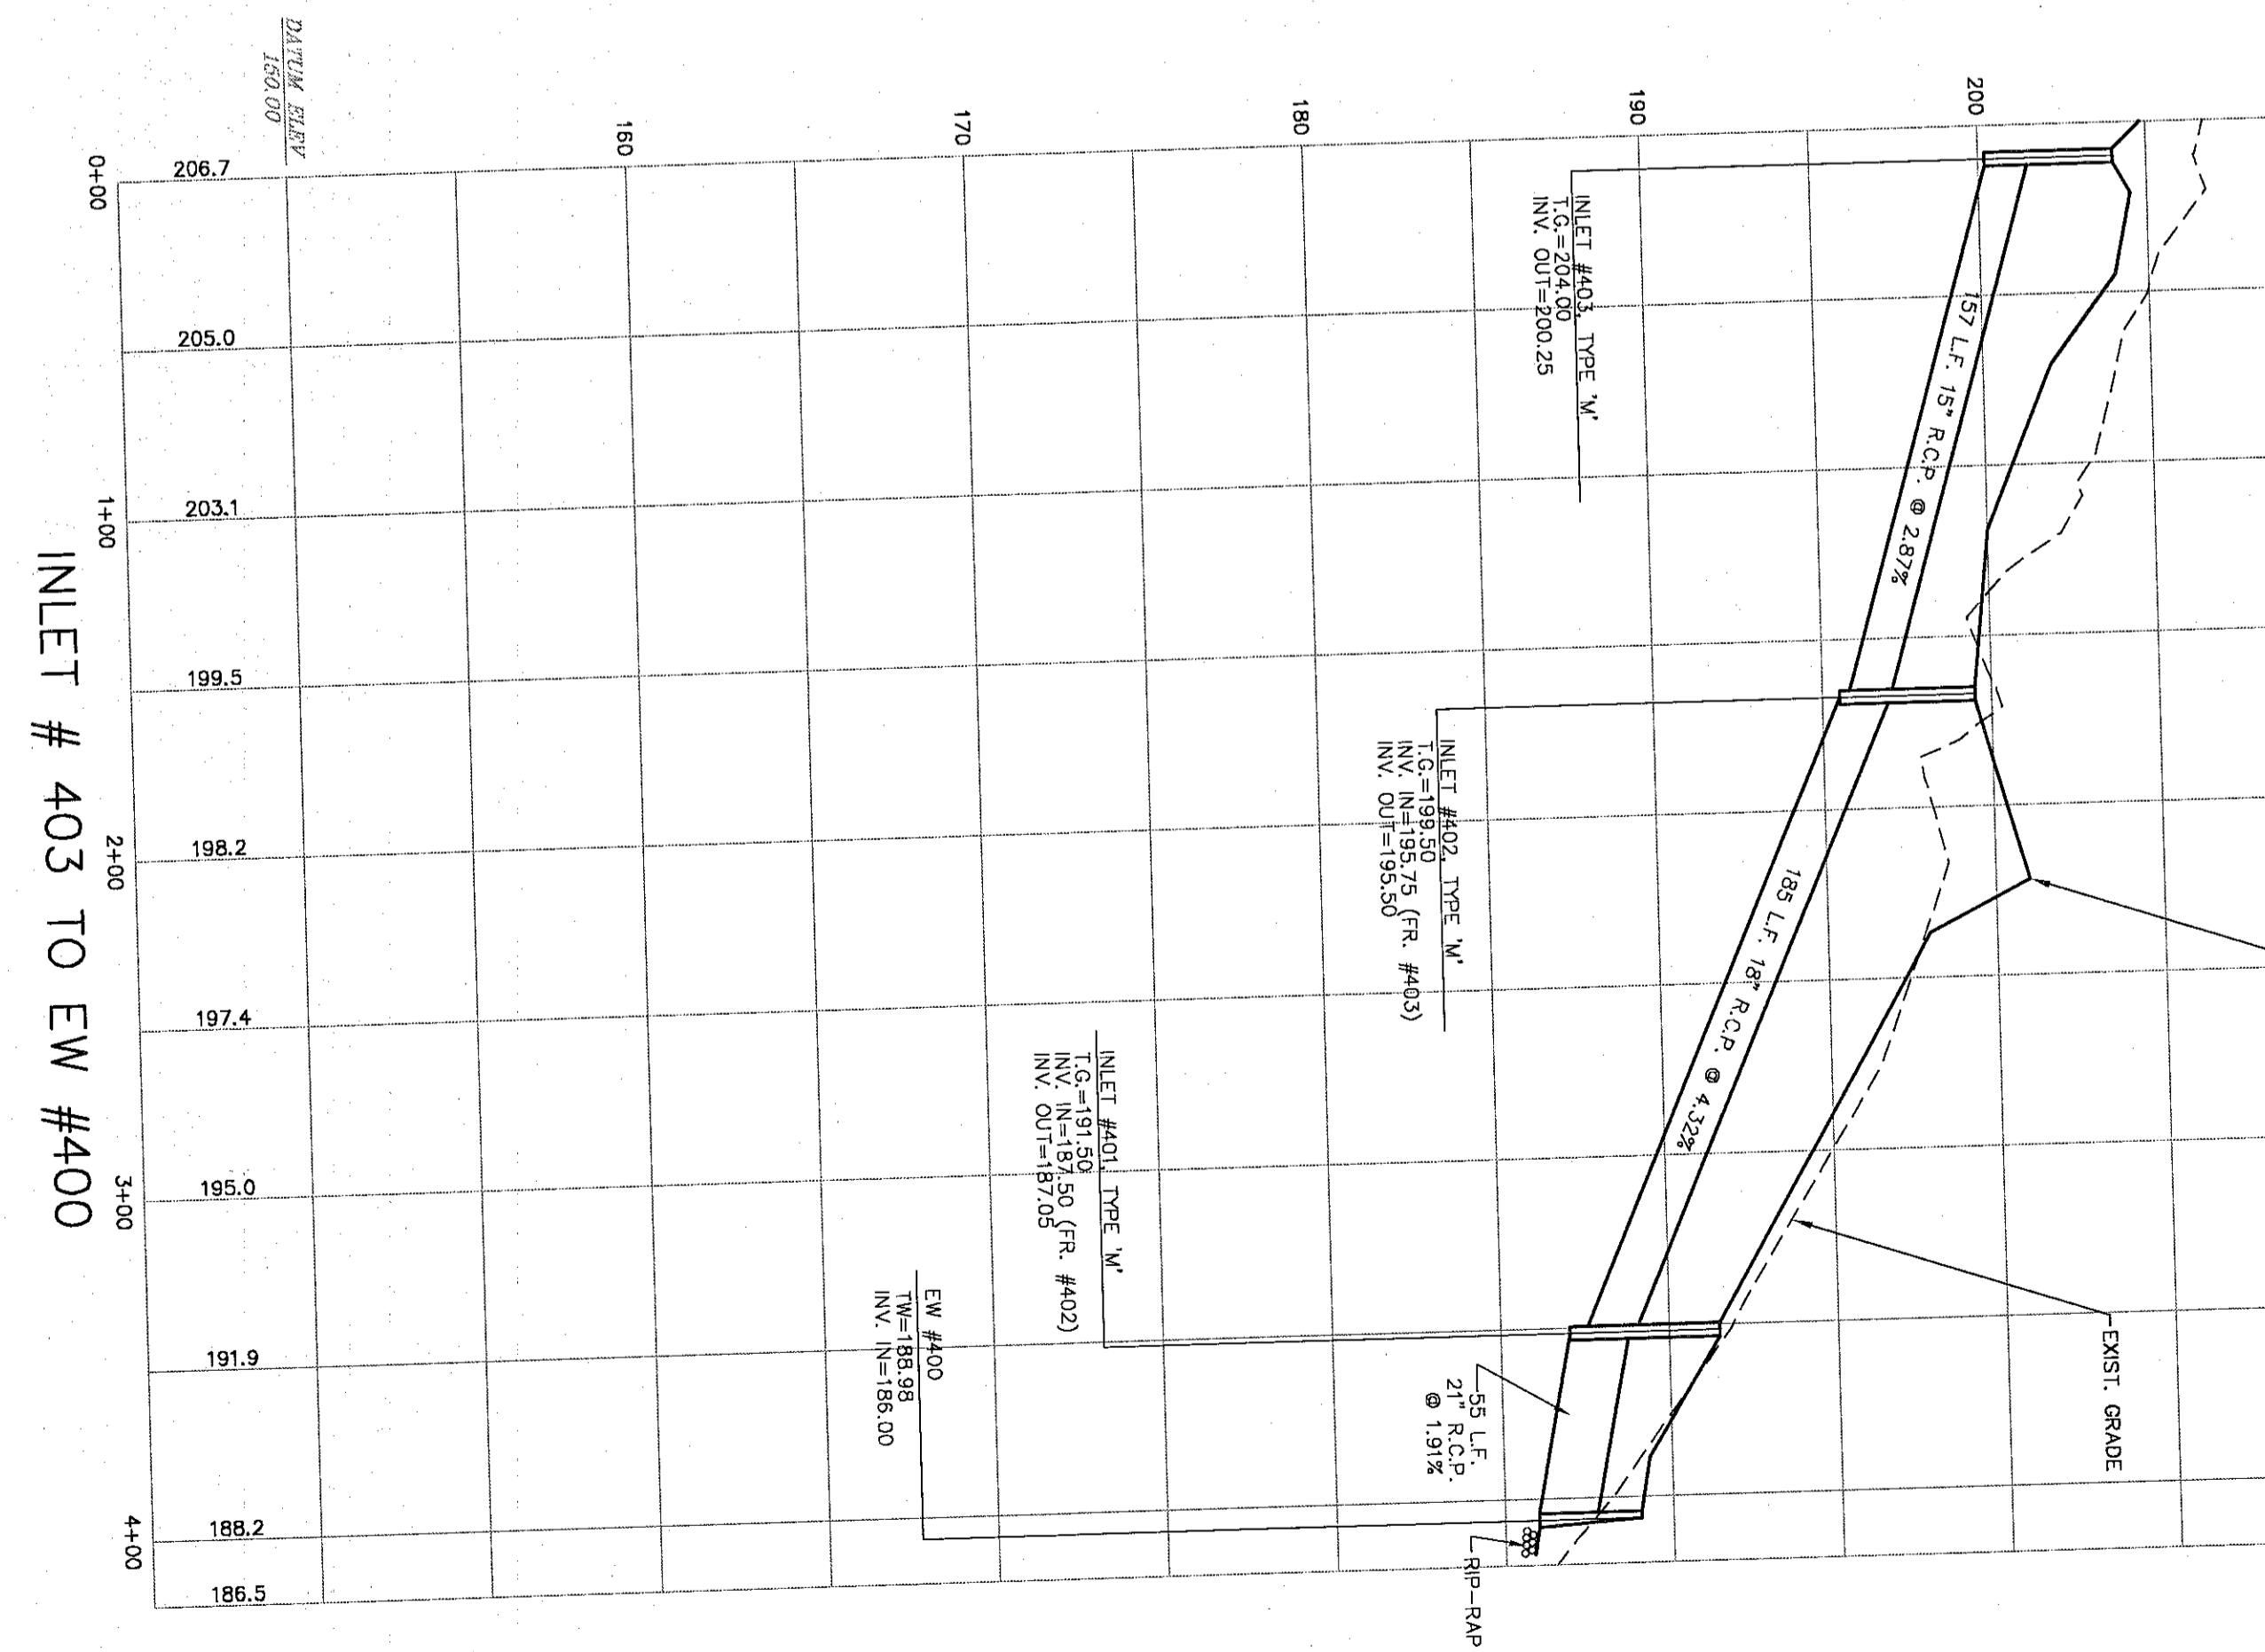 200
190
180
170
160
DATUM ELEV
150.00
INLET #403, TYPE 'M'
T.G.=204.00
INV. OUT=200.25
157 L.F. 15" R.C.P. @ 2.87%
INLET #402, TYPE 'M'
T.G.=199.50
INV. IN=195.75 (FR. #403)
INV. OUT=195.50
185 L.F. 18" R.C.P. @ 4.32%
INLET #401, TYPE 'M'
T.G.=191.50
INV. IN=187.50 (FR. #402)
INV. OUT=187.05
EW #400
TW=188.98
INV. IN=186.00
55 L.F.
21" R.C.P.
@ 1.91%
EXIST. GRADE
RIP-RAP
206.7
205.0
203.1
199.5
198.2
197.4
195.0
191.9
188.2
186.5
0+00
1+00
2+00
3+00
4+00
INLET # 403 TO EW #400